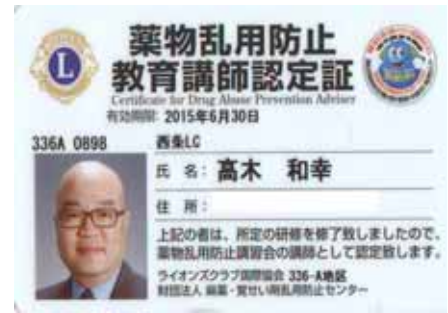 薬物乱用防止
教育講師認定証
Certificate for Drug Abuse Prevention Adviser
有効期限: 2015年6月30日
336A 0898
西条LC
氏 名: 髙木 和幸
住 所:
上記の者は、所定の研修を修了致しましたので、
薬物乱用防止講習会の講師として認定致します。
ライオンズクラブ国際協会 336-A地区
財団法人 麻薬・覚せい剤乱用防止センター
L